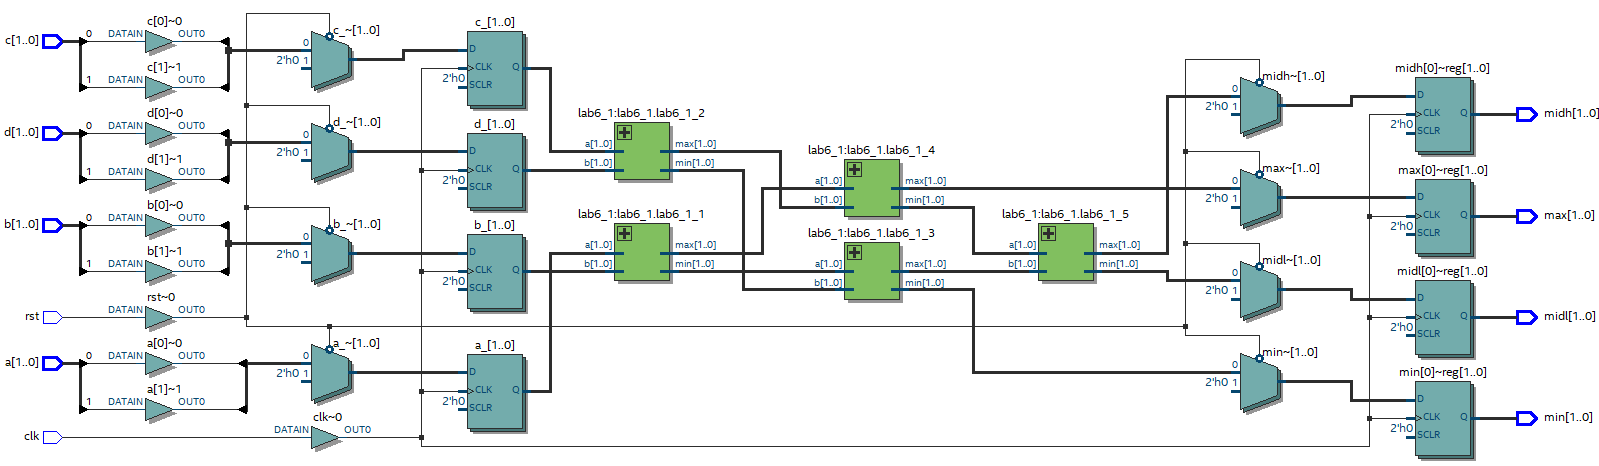 c[0]~0
c[1..0]
0
DATAIN
OUT0
c[1]~1
1
DATAIN
OUT0
c_~[1..0]
0
2'h0
1
c_[1..0]
D
CLK
2'h0
SCLR
Q
d[0]~0
d[1..0]
0
DATAIN
OUT0
d[1]~1
1
DATAIN
OUT0
d_~[1..0]
0
2'h0
1
d_[1..0]
D
CLK
2'h0
SCLR
Q
b[0]~0
b[1..0]
0
DATAIN
OUT0
b[1]~1
1
DATAIN
OUT0
b_~[1..0]
0
2'h0
1
b_[1..0]
D
CLK
2'h0
SCLR
Q
rst~0
rst
DATAIN
OUT0
a[0]~0
a[1..0]
0
DATAIN
OUT0
a[1]~1
1
DATAIN
OUT0
a_~[1..0]
0
2'h0
1
a_[1..0]
D
CLK
2'h0
SCLR
Q
clk~0
clk
DATAIN
OUT0
lab6_1:lab6_1.lab6_1_2
a[1..0]
max[1..0]
b[1..0]
min[1..0]
lab6_1:lab6_1.lab6_1_1
a[1..0]
max[1..0]
b[1..0]
min[1..0]
lab6_1:lab6_1.lab6_1_4
a[1..0]
max[1..0]
b[1..0]
min[1..0]
lab6_1:lab6_1.lab6_1_3
a[1..0]
max[1..0]
b[1..0]
min[1..0]
lab6_1:lab6_1.lab6_1_5
a[1..0]
max[1..0]
b[1..0]
min[1..0]
midh~[1..0]
0
2'h0
1
midh[0]~reg[1..0]
D
CLK
2'h0
SCLR
Q
midh[1..0]
max~[1..0]
0
2'h0
1
max[0]~reg[1..0]
D
CLK
2'h0
SCLR
Q
max[1..0]
midl~[1..0]
0
2'h0
1
midl[0]~reg[1..0]
D
CLK
2'h0
SCLR
Q
midl[1..0]
min~[1..0]
0
2'h0
1
min[0]~reg[1..0]
D
CLK
2'h0
SCLR
Q
min[1..0]